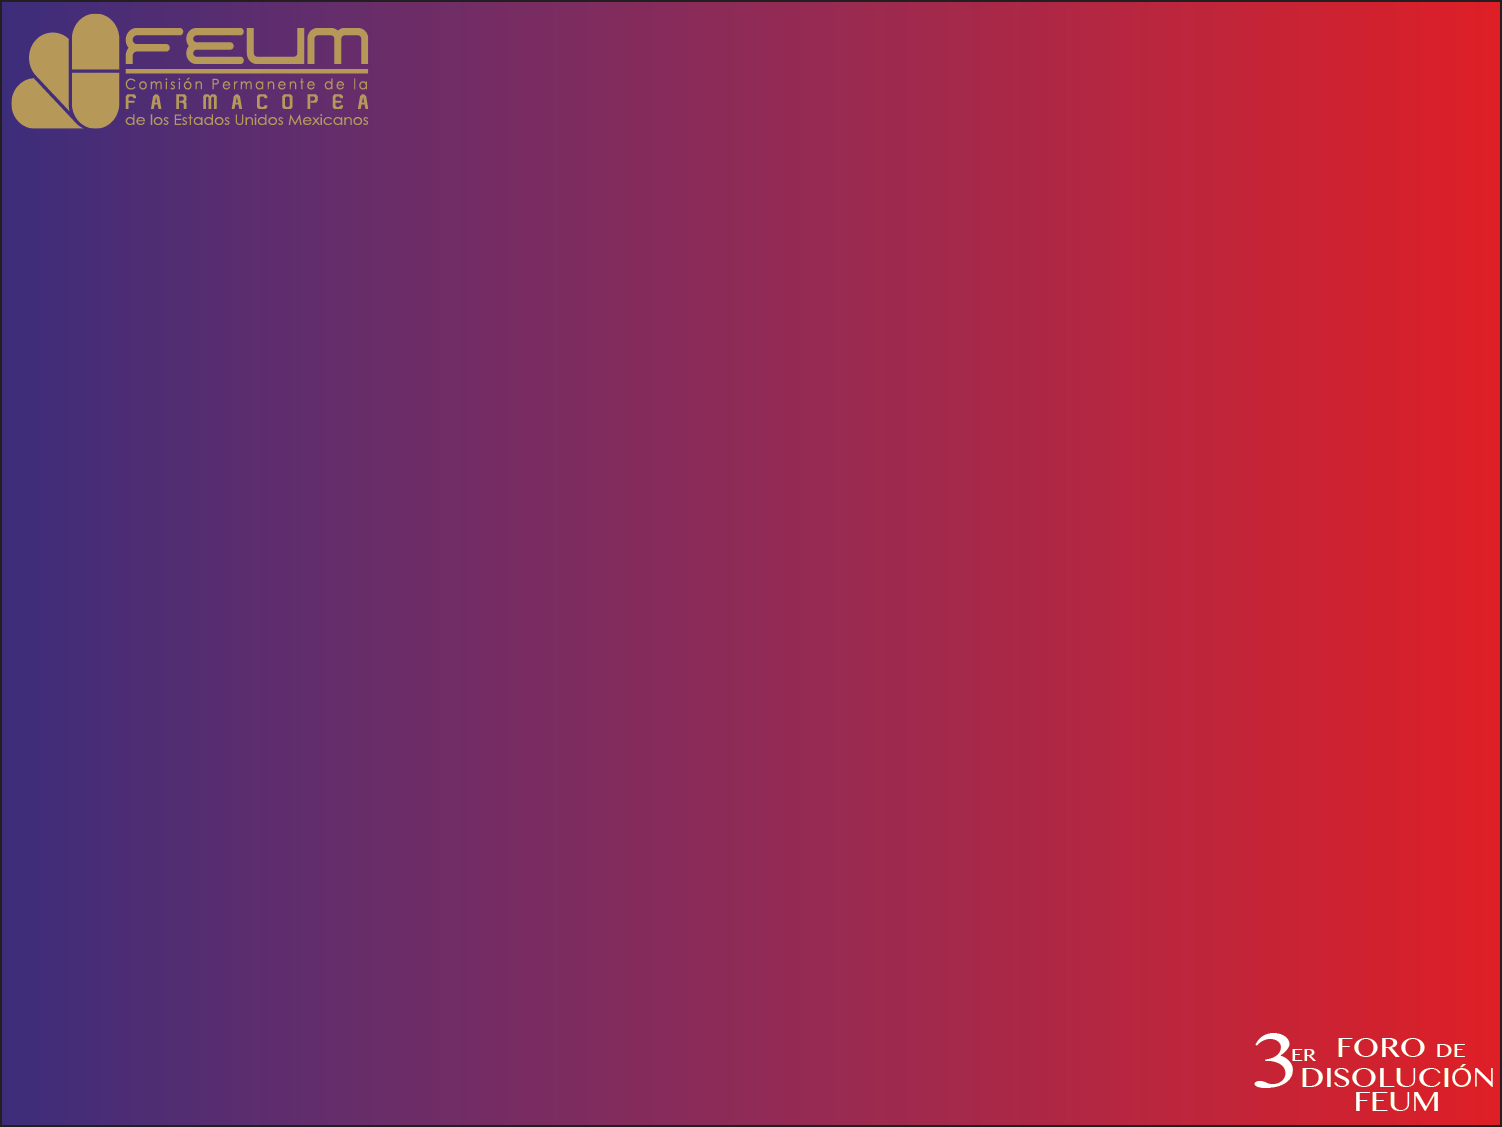 FEUM
Comisión Permanente de la
FARMACOPEA
de los Estados Unidos Mexicanos
3ER FORO DE
DISOLUCIÓN
FEUM